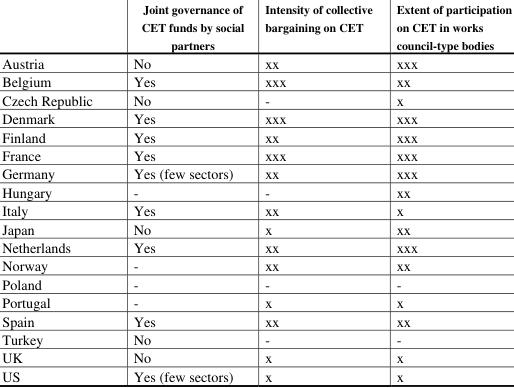 Joint governance of Intensity of collective Extent of participation
CET funds by social bargaining on CET on CET in works
partners council-type bodies
Austria No xx xxx
Belgium Yes xxx xx
Czech Republic No - x
Denmark Yes xxx xxx
Finland Yes xx xxx
France Yes xxx xxx
Germany Yes (few sectors) xx xxx
Hungary - - xx
Italy Yes xx x
Japan No x xx
Netherlands Yes xx xxx
Norway - xx xx
Poland - - -
Portugal - x x
Spain Yes xx xx
Turkey No - -
UK No x x
US Yes (few sectors) x x